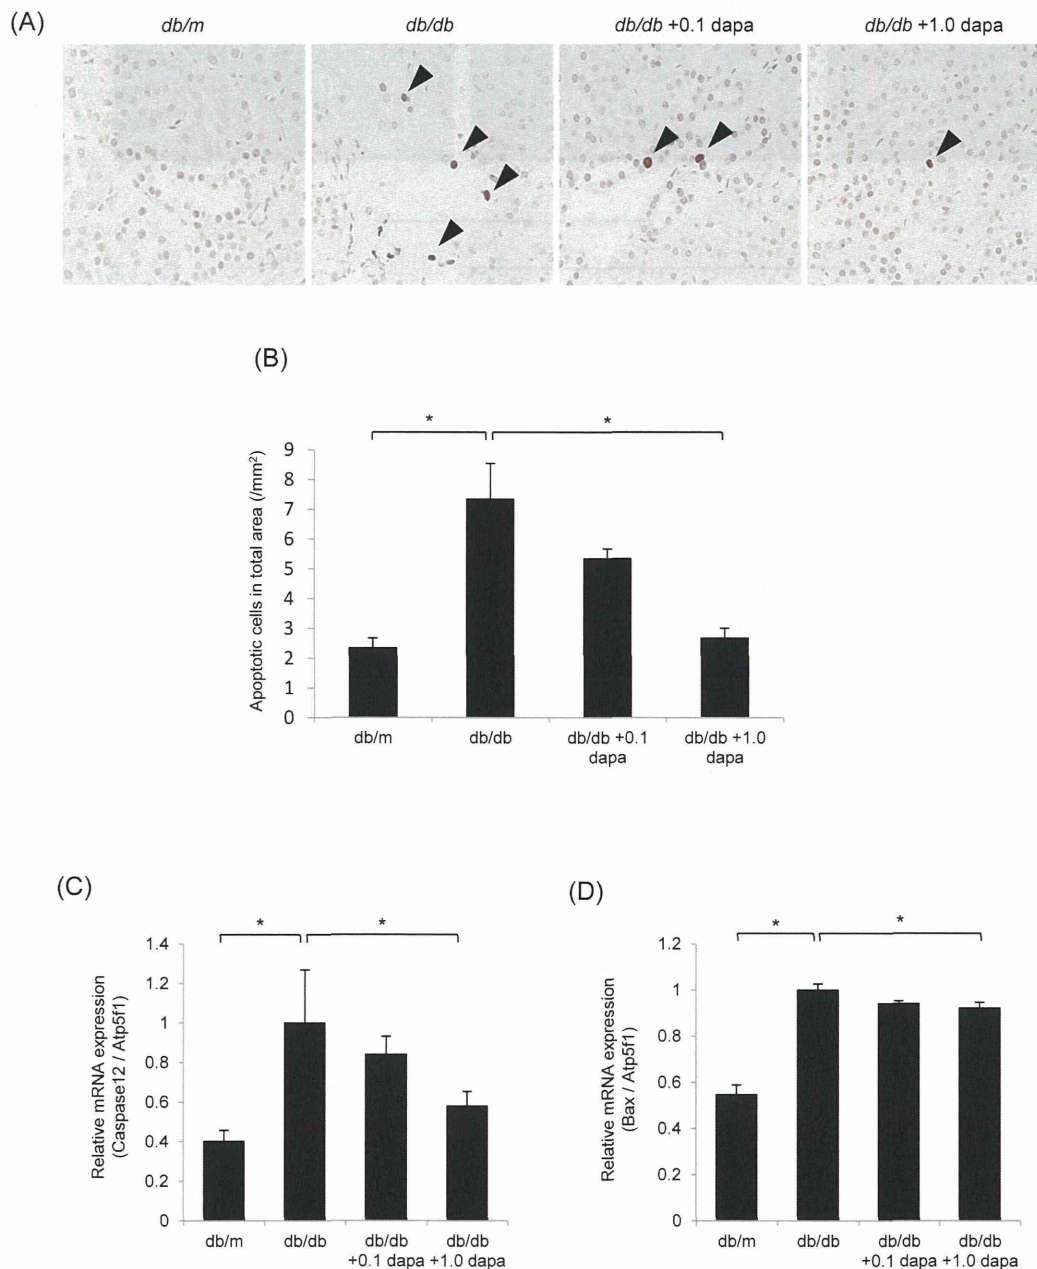 (A)
db/m db/db db/db +0.1 dapa db/db +1.0 dapa
(B)
* *
Apoptotic cells in total area (/mm²)
9
8
7
6
5
4
3
2
1
0
db/m db/db db/db +0.1 db/db +1.0
dapa dapa
(C)
* *
Relative mRNA expression
(Caspase12 / Atp5f1)
1.4
1.2
1
0.8
0.6
0.4
0.2
0
db/m db/db db/db db/db
+0.1 dapa +1.0 dapa
(D)
* *
Relative mRNA expression
(Bax / Atp5f1)
1.2
1
0.8
0.6
0.4
0.2
0
db/m db/db db/db db/db
+0.1 dapa +1.0 dapa